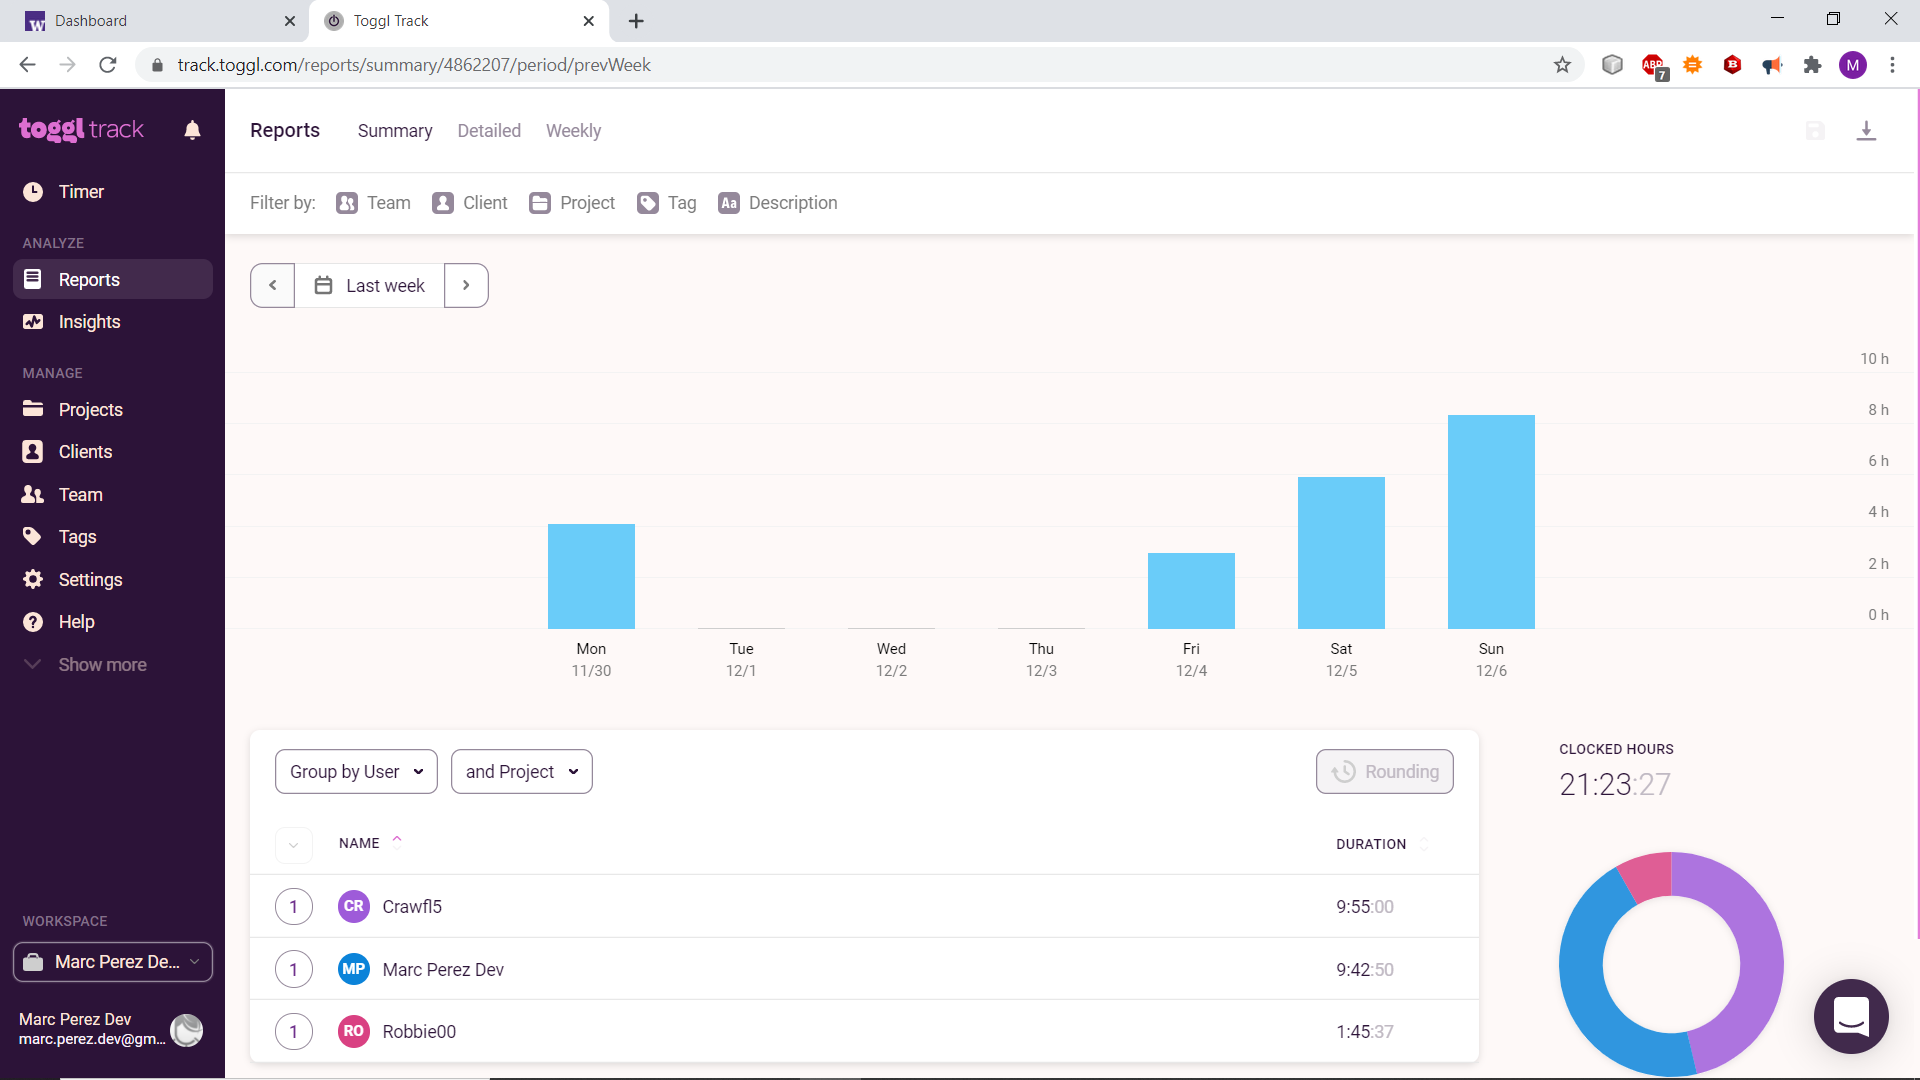 Dashboard
Toggl Track
track.toggl.com/reports/summary/4862207/period/prevWeek
ABP
7
B
M
toggl track
Timer
ANALYZE
Reports
Insights
MANAGE
Projects
Clients
Team
Tags
Settings
Help
Show more
WORKSPACE
Marc Perez De...
Marc Perez Dev
marc.perez.dev@gm...
Reports
Summary
Detailed
Weekly
Filter by:
Team
Client
Project
Tag
Aa
Description
Last week
10 h
8 h
6 h
4 h
2 h
0 h
Mon
11/30
Tue
12/1
Wed
12/2
Thu
12/3
Fri
12/4
Sat
12/5
Sun
12/6
Group by User
and Project
Rounding
NAME
DURATION
1
CR
Crawfl5
9:55:00
1
MP
Marc Perez Dev
9:42:50
1
RO
Robbie00
1:45:37
CLOCKED HOURS
21:23:27